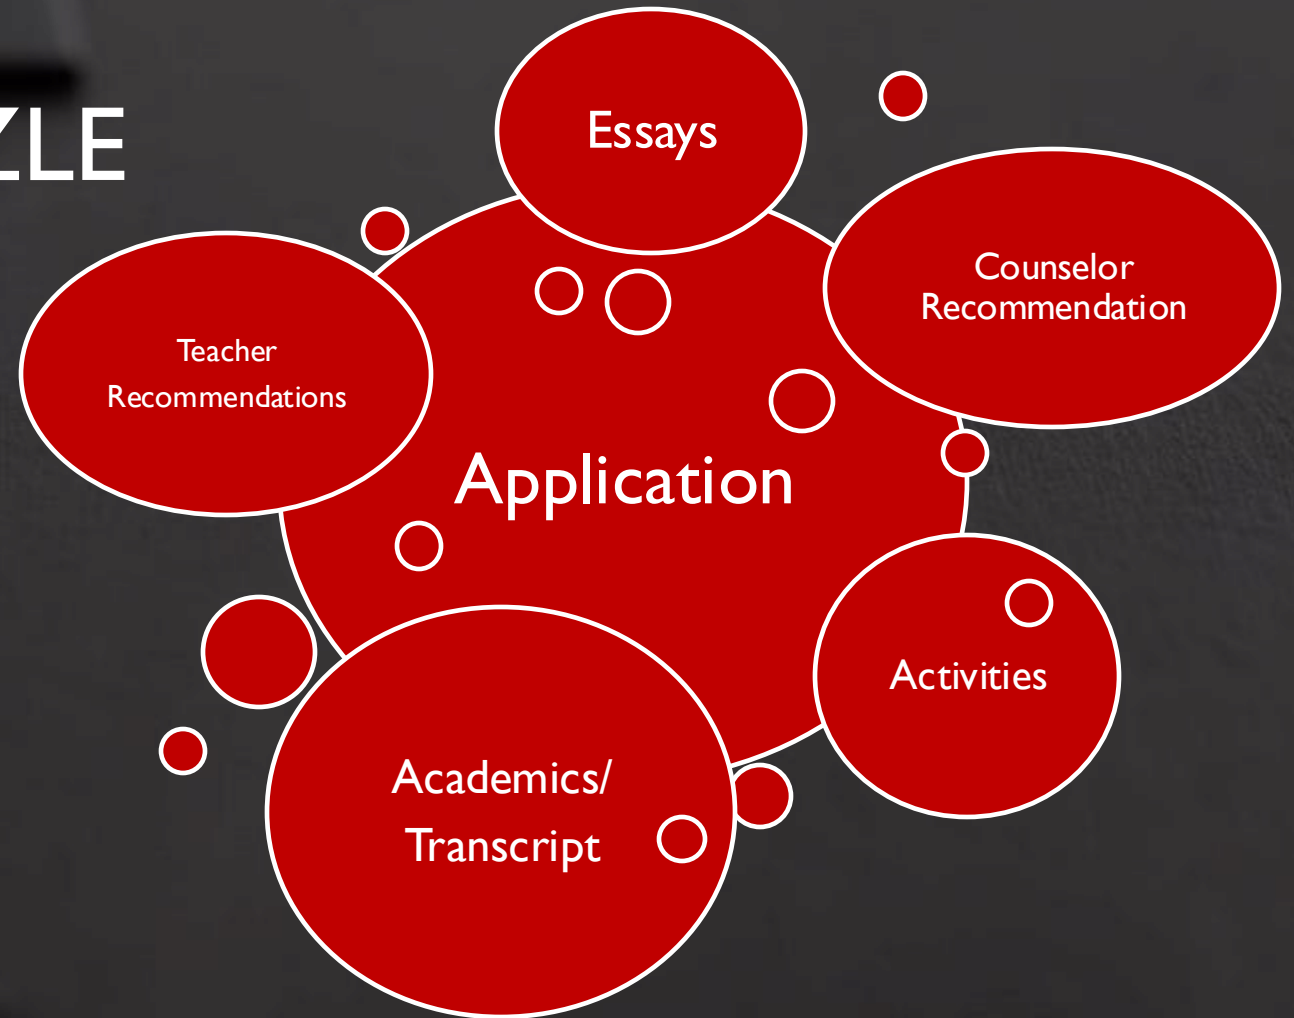 ZLE
Essays
Counselor
Recommendation
Teacher
Recommendations
Application
Activities
Academics/
Transcript